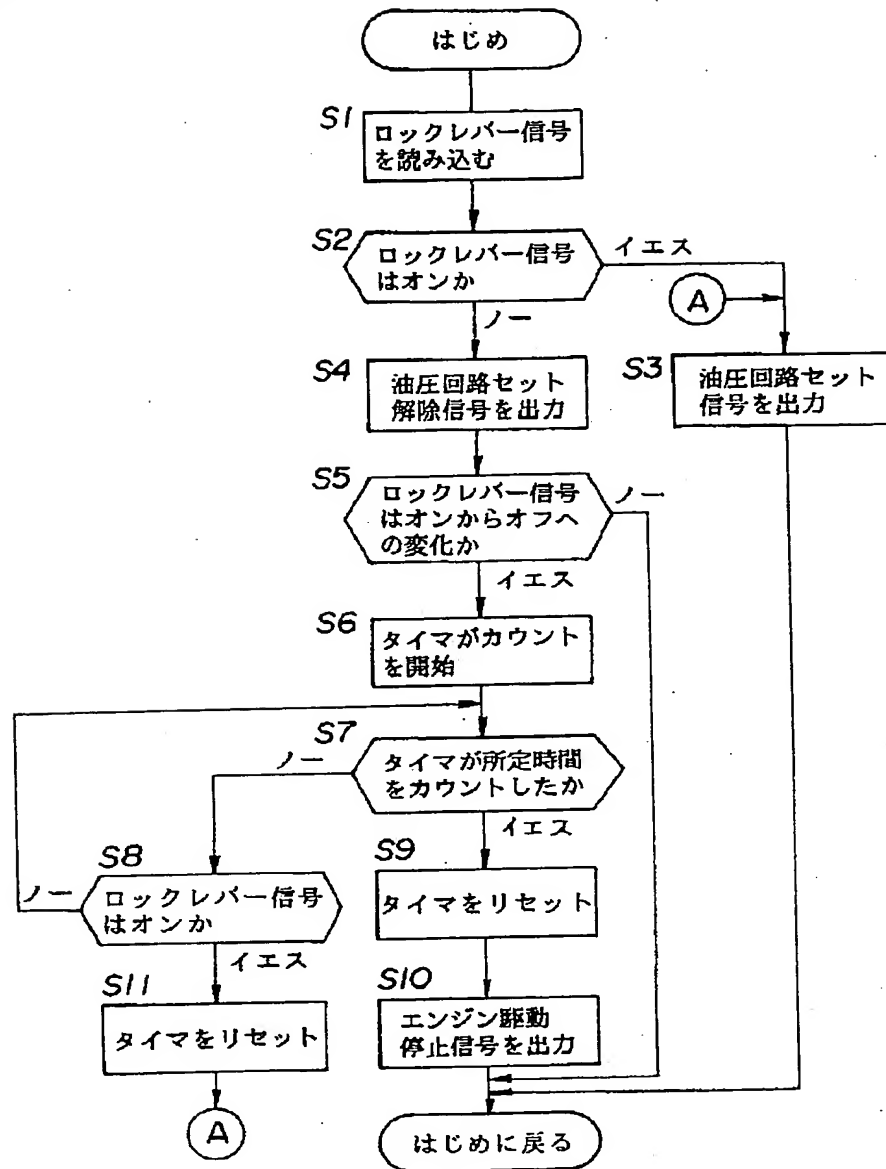 はじめ
S1
ロックレバー信号
を読み込む
S2
ロックレバー信号
はオンか
イエス
A
ノー
S4
油圧回路セット
解除信号を出力
S3
油圧回路セット
信号を出力
S5
ロックレバー信号
はオンからオフへ
の変化か
ノー
イエス
S6
タイマがカウント
を開始
S7
タイマが所定時間
をカウントしたか
ノー
イエス
S8
ロックレバー信号
はオンか
ノー
イエス
S9
タイマをリセット
S11
タイマをリセット
S10
エンジン駆動
停止信号を出力
A
はじめに戻る